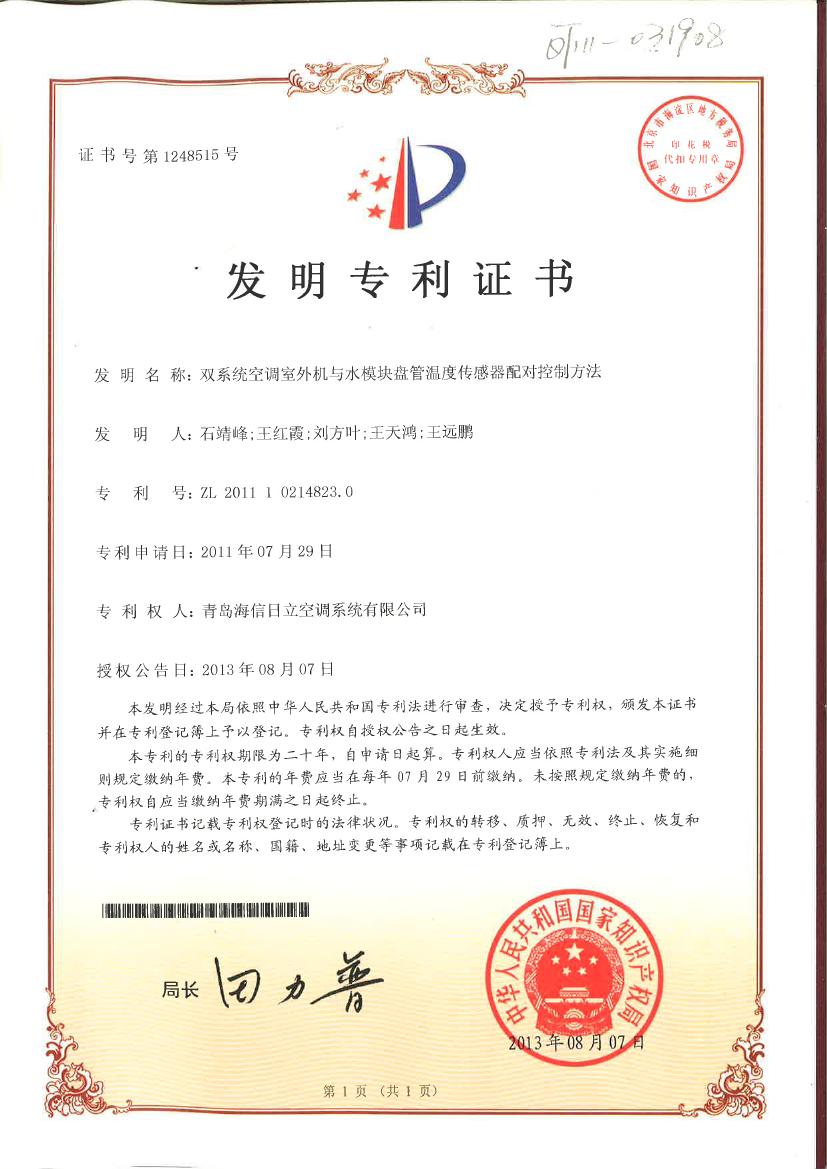 031908
证书号第1248515号
北京市海淀区地方税务局
印花税
代扣专用章
国家知识产权局
发明专利证书
发明名称：双系统空调室外机与水模块盘管温度传感器配对控制方法
发明人：石靖峰;王红霞;刘方叶;王天鸿;王远鹏
专利号：ZL 2011 1 0214823.0
专利申请日：2011年07月29日
专利权人：青岛海信日立空调系统有限公司
授权公告日：2013年08月07日
本发明经过本局依照中华人民共和国专利法进行审查，决定授予专利权，颁发本证书
并在专利登记簿上予以登记。专利权自授权公告之日起生效。
本专利的专利权期限为二十年，自申请日起算。专利权人应当依照专利法及其实施细
则规定缴纳年费。本专利的年费应当在每年07月29日前缴纳。未按照规定缴纳年费的，
专利权自应当缴纳年费期满之日起终止。
专利证书记载专利权登记时的法律状况。专利权的转移、质押、无效、终止、恢复和
专利权人的姓名或名称、国籍、地址变更等事项记载在专利登记簿上。
局长 田力普
中华人民共和国国家知识产权局
2013年08月07日
第1页（共1页）